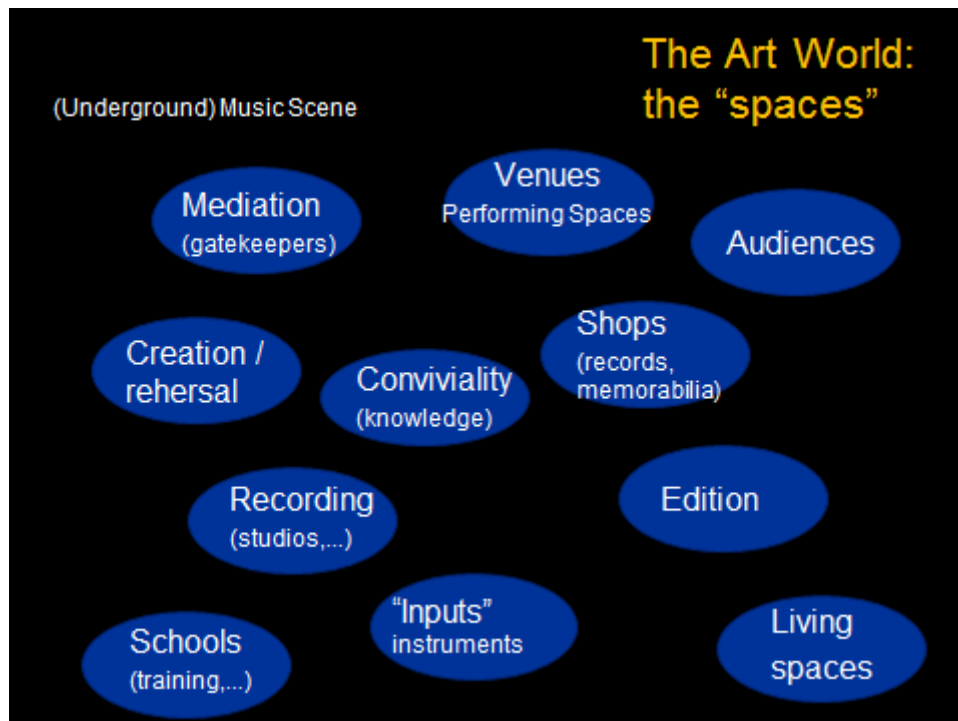 The Art World:
the “spaces”
(Underground) Music Scene
Mediation
(gatekeepers)
Venues
Performing Spaces
Audiences
Creation /
rehersal
Conviviality
(knowledge)
Shops
(records,
memorabilia)
Recording
(studios,...)
Edition
Schools
(training,...)
“Inputs”
instruments
Living
spaces